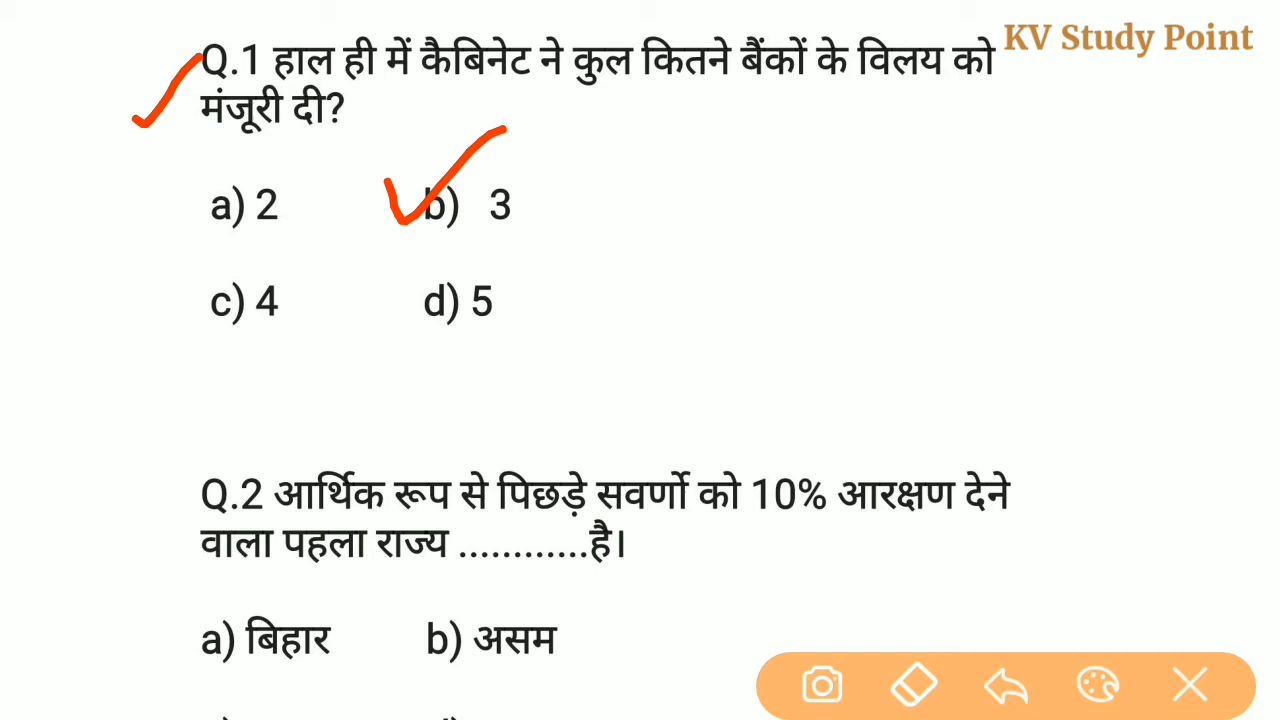 KV Study Point
Q.1 हाल ही में कैबिनेट ने कुल कितने बैंकों के विलय को
मंजूरी दी?
a) 2 b) 3
c) 4 d) 5
Q.2 आर्थिक रूप से पिछड़े सवर्णो को 10% आरक्षण देने
वाला पहला राज्य ............है।
a) बिहार b) असम